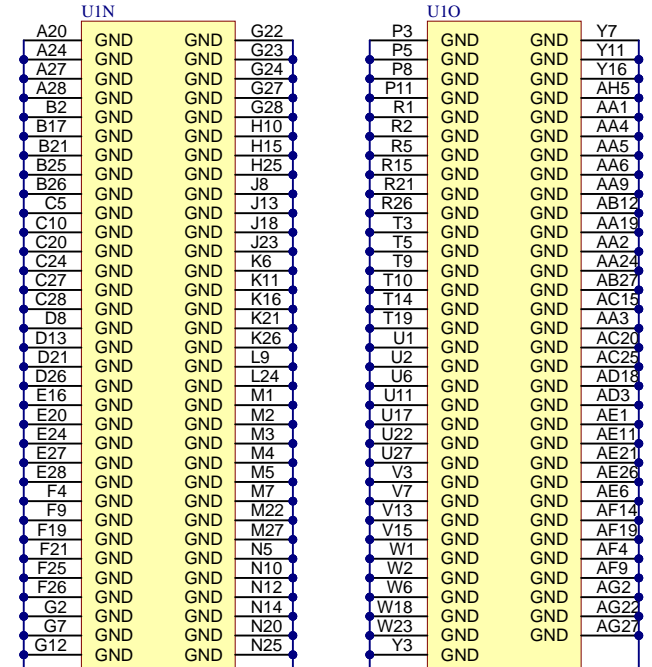 U1N
A20 GND GND G22
A24 GND GND G23
A27 GND GND G24
A28 GND GND G27
B2 GND GND G28
B17 GND GND H10
B21 GND GND H15
B25 GND GND H25
B26 GND GND J8
C5 GND GND J13
C10 GND GND J18
C20 GND GND J23
C24 GND GND K6
C27 GND GND K11
C28 GND GND K16
D8 GND GND K21
D13 GND GND K26
D21 GND GND L9
D26 GND GND L24
E16 GND GND M1
E20 GND GND M2
E24 GND GND M3
E27 GND GND M4
E28 GND GND M5
F4 GND GND M7
F9 GND GND M22
F19 GND GND M27
F21 GND GND N5
F25 GND GND N10
F26 GND GND N12
G2 GND GND N14
G7 GND GND N20
G12 GND GND N25
U1O
P3 GND GND Y7
P5 GND GND Y11
P8 GND GND Y16
P11 GND GND AH5
R1 GND GND AA1
R2 GND GND AA4
R5 GND GND AA5
R15 GND GND AA6
R21 GND GND AA9
R26 GND GND AB12
T3 GND GND AA19
T5 GND GND AA2
T9 GND GND AA24
T10 GND GND AB27
T14 GND GND AC15
T19 GND GND AA3
U1 GND GND AC20
U2 GND GND AC25
U6 GND GND AD18
U11 GND GND AD3
U17 GND GND AE1
U22 GND GND AE11
U27 GND GND AE21
V3 GND GND AE26
V7 GND GND AE6
V13 GND GND AF14
V15 GND GND AF19
W1 GND GND AF4
W2 GND GND AF9
W6 GND GND AG2
W18 GND GND AG22
W23 GND GND AG27
Y3 GND